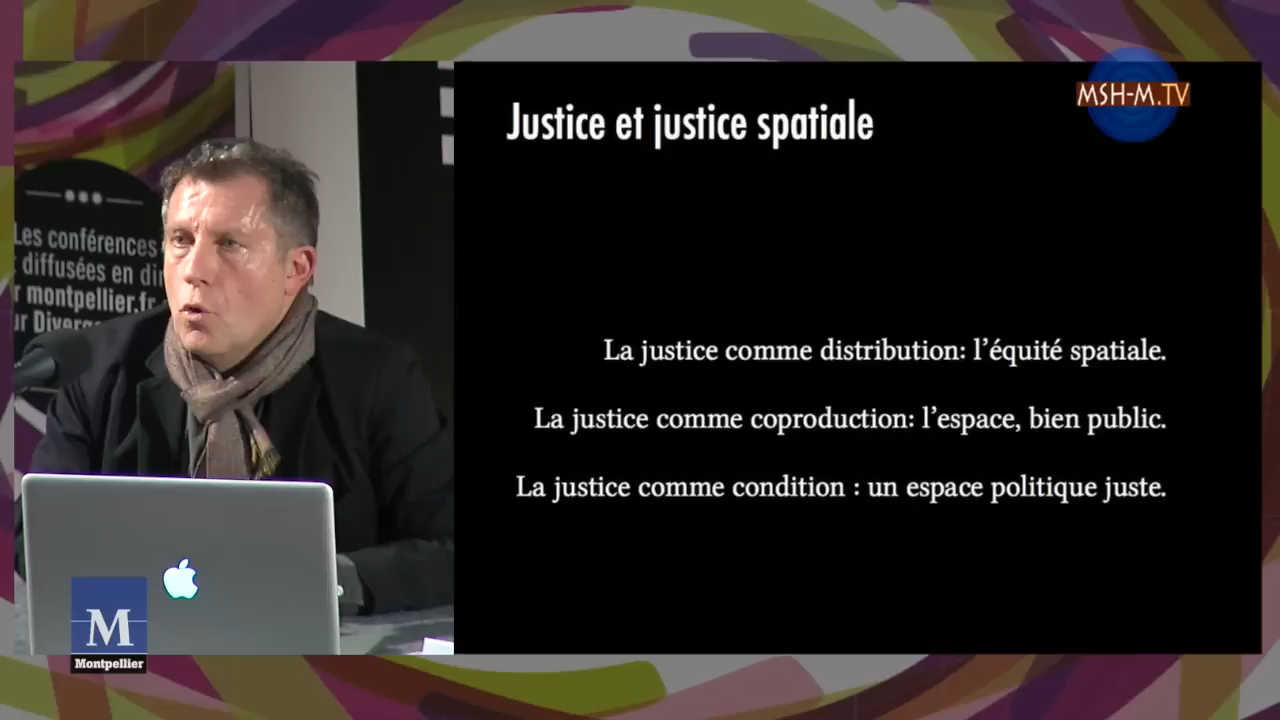 MSH-M.TV
Justice et justice spatiale
Les conférences
diffusées en di
montpellier.fr
La justice comme distribution: l'équité spatiale.
La justice comme coproduction: l'espace, bien public.
La justice comme condition : un espace politique juste.
M
Montpellier